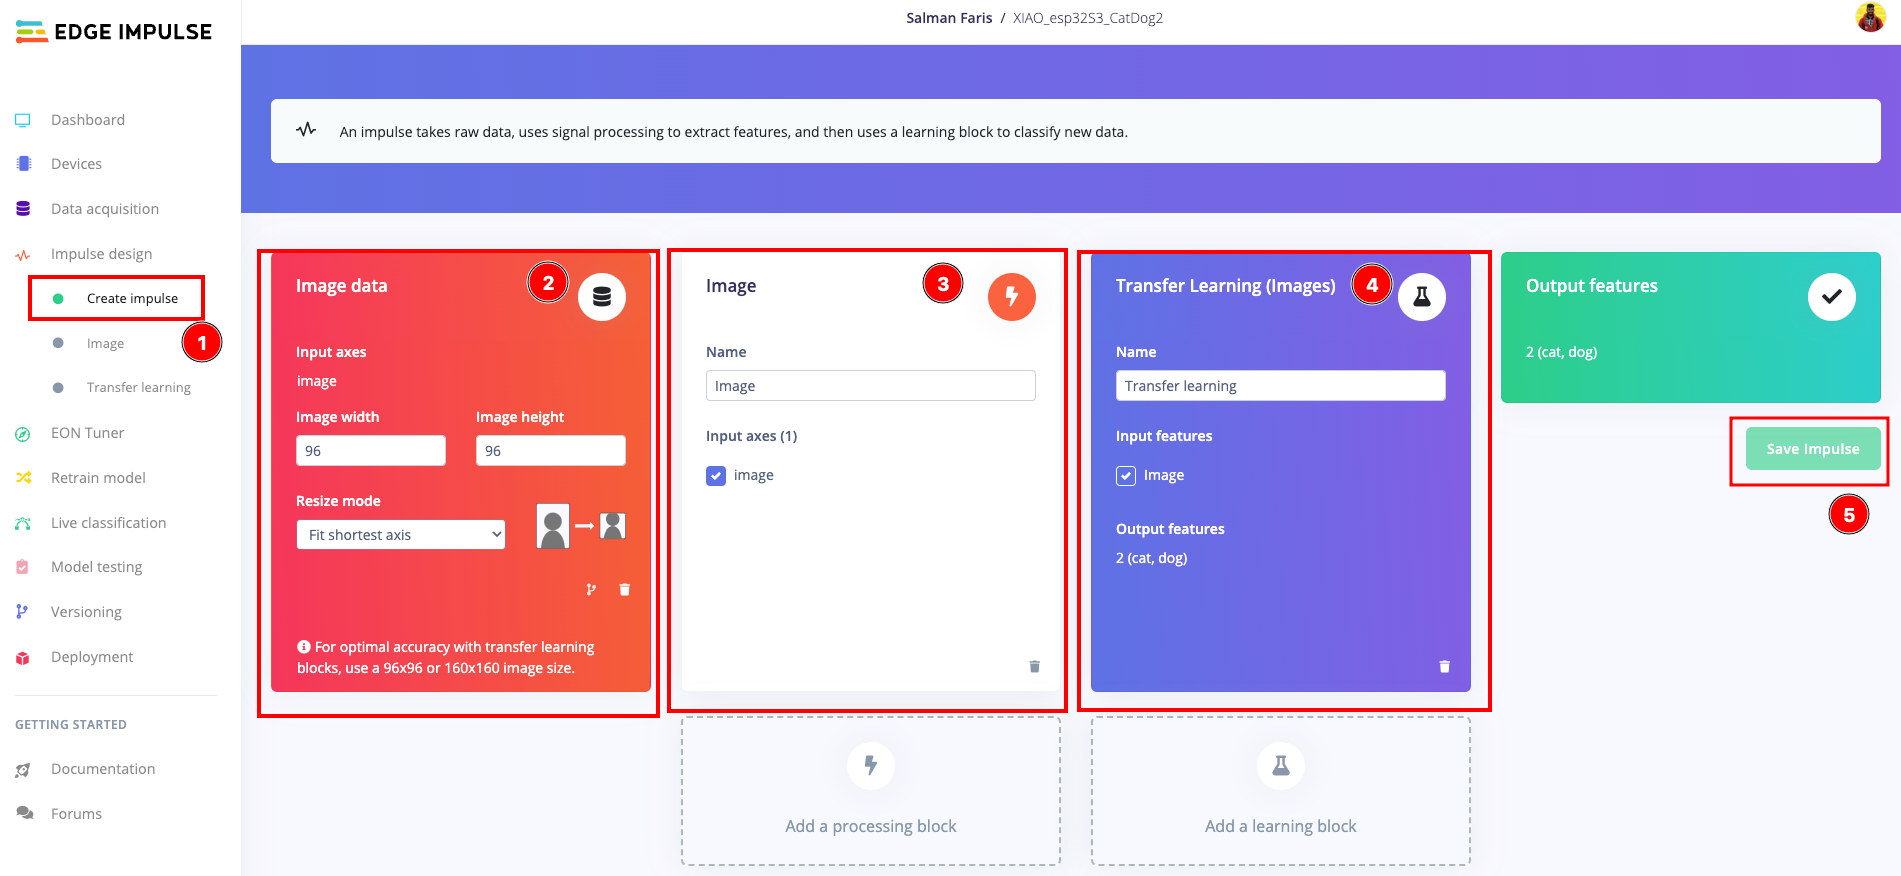 EDGE IMPULSE
Salman Faris / XIAO_esp32S3_CatDog2
Dashboard
Devices
Data acquisition
Impulse design
Create impulse
1
Image
Transfer learning
EON Tuner
Retrain model
Live classification
Model testing
Versioning
Deployment
GETTING STARTED
Documentation
Forums
An impulse takes raw data, uses signal processing to extract features, and then uses a learning block to classify new data.
Image data
2
Input axes
image
Image width Image height
96 96
Resize mode
Fit shortest axis
For optimal accuracy with transfer learning
blocks, use a 96x96 or 160x160 image size.
Image
3
Name
Image
Input axes (1)
image
Add a processing block
Transfer Learning (Images)
4
Name
Transfer learning
Input features
Image
Output features
2 (cat, dog)
Add a learning block
Output features
2 (cat, dog)
Save Impulse
5